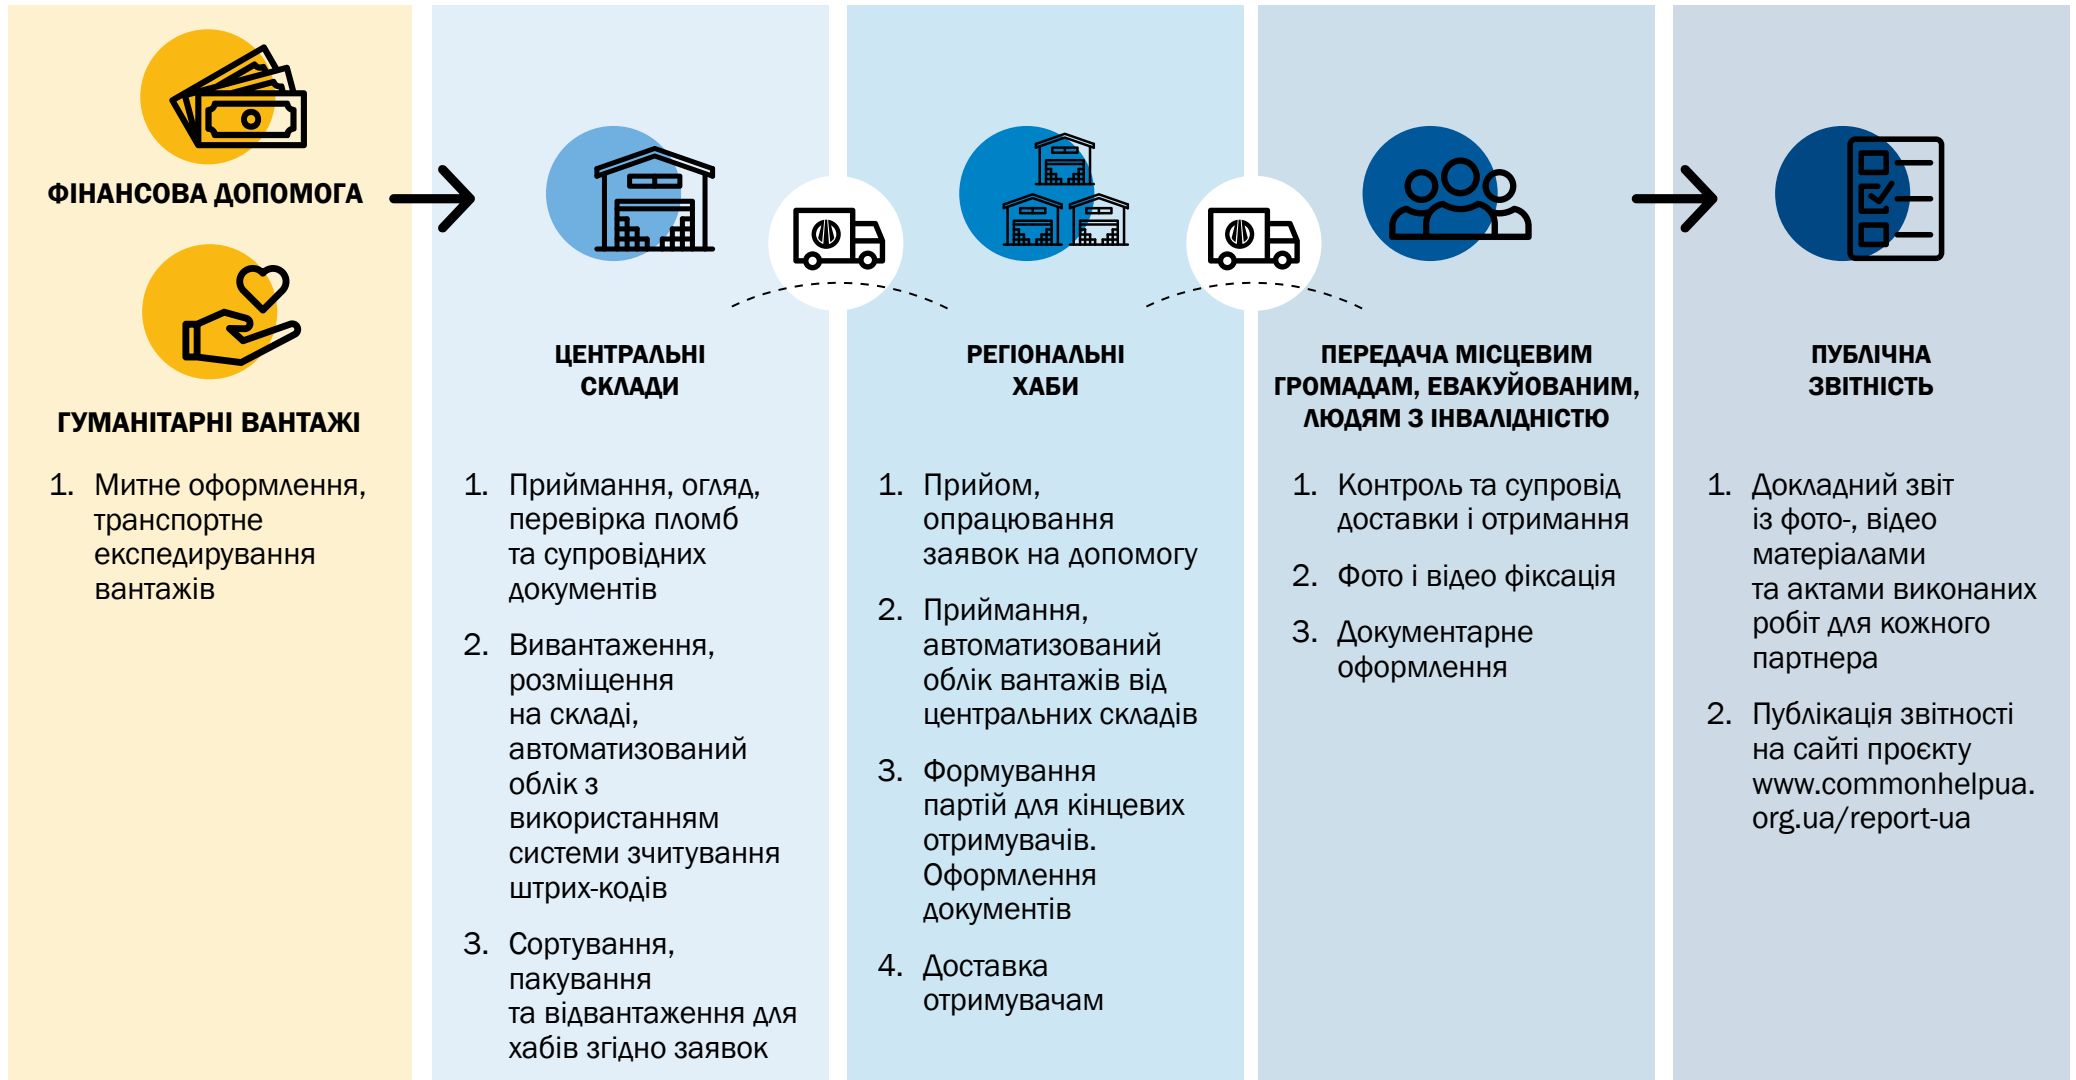 ФІНАНСОВА ДОПОМОГА
ГУМАНІТАРНІ ВАНТАЖІ
1. Митне оформлення,
транспортне
експедирування
вантажів
ЦЕНТРАЛЬНІ
СКЛАДИ
1. Приймання, огляд,
перевірка пломб
та супровідних
документів
2. Вивантаження,
розміщення
на складі,
автоматизований
облік з
використанням
системи зчитування
штрих-кодів
3. Сортування,
пакування
та відвантаження для
хабів згідно заявок
РЕГІОНАЛЬНІ
ХАБИ
1. Прийом,
опрацювання
заявок на допомогу
2. Приймання,
автоматизований
облік вантажів від
центральних складів
3. Формування
партій для кінцевих
отримувачів.
Оформлення
документів
4. Доставка
отримувачам
ПЕРЕДАЧА МІСЦЕВИМ
ГРОМАДАМ, ЕВАКУЙОВАНИМ,
ЛЮДЯМ З ІНВАЛІДНІСТЮ
1. Контроль та супровід
доставки і отримання
2. Фото і відео фіксація
3. Документарне
оформлення
ПУБЛІЧНА
ЗВІТНІСТЬ
1. Докладний звіт
із фото-, відео
матеріалами
та актами виконаних
робіт для кожного
партнера
2. Публікація звітності
на сайті проєкту
www.commonhelpua.
org.ua/report-ua